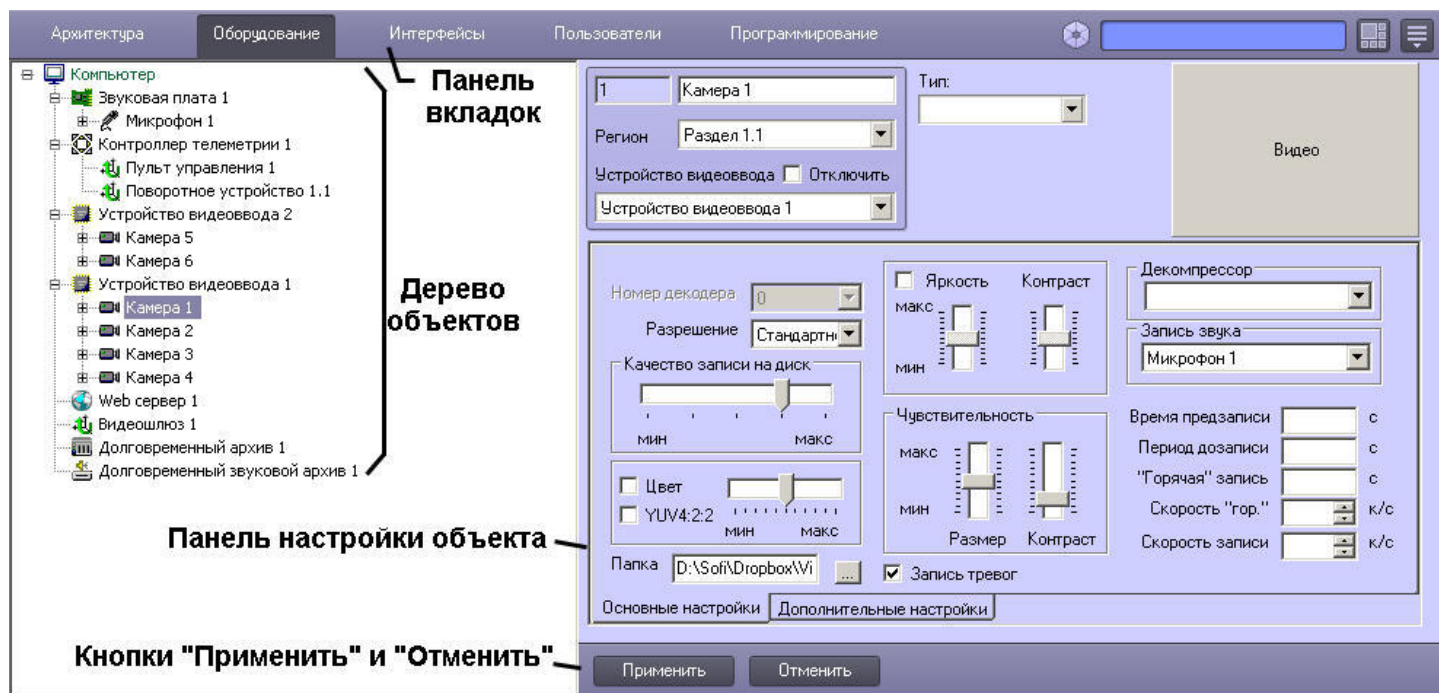 Архитектура Оборудование Интерфейсы Пользователи Программирование
Компьютер
Звуковая плата 1
Микрофон 1
Контроллер телеметрии 1
Пульт управления 1
Поворотное устройство 1.1
Устройство видеоввода 2
Камера 5
Камера 6
Устройство видеоввода 1
Камера 1
Камера 2
Камера 3
Камера 4
Web сервер 1
Видеошлюз 1
Долговременный архив 1
Долговременный звуковой архив 1
Панель
вкладок
Дерево
объектов
Панель настройки объекта
Кнопки "Применить" и "Отменить"
1 Камера 1
Тип:
Регион Раздел 1.1
Устройство видеоввода Отключить
Устройство видеоввода 1
Видео
Номер декодера 0
Разрешение Стандартн
Качество записи на диск
мин макс
Цвет
YUV4:2:2
мин макс
Папка D:\Sofi\Dropbox\Vi ...
Яркость Контраст
макс
мин
Чувствительность
макс
мин
Размер Контраст
Запись тревог
Декомпрессор
Запись звука
Микрофон 1
Время предзаписи с
Период дозаписи с
"Горячая" запись с
Скорость "гор." к/с
Скорость записи к/с
Основные настройки Дополнительные настройки
Применить Отменить